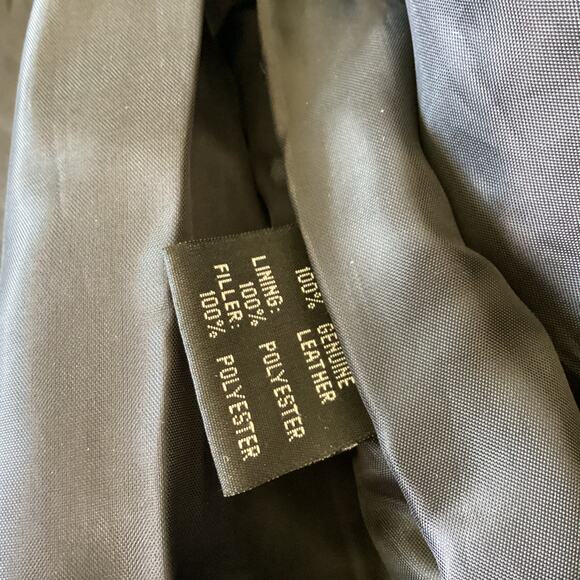 100% GENUINE
LEATHER
LINING:
100% POLYESTER
FILLER:
100% POLYESTER